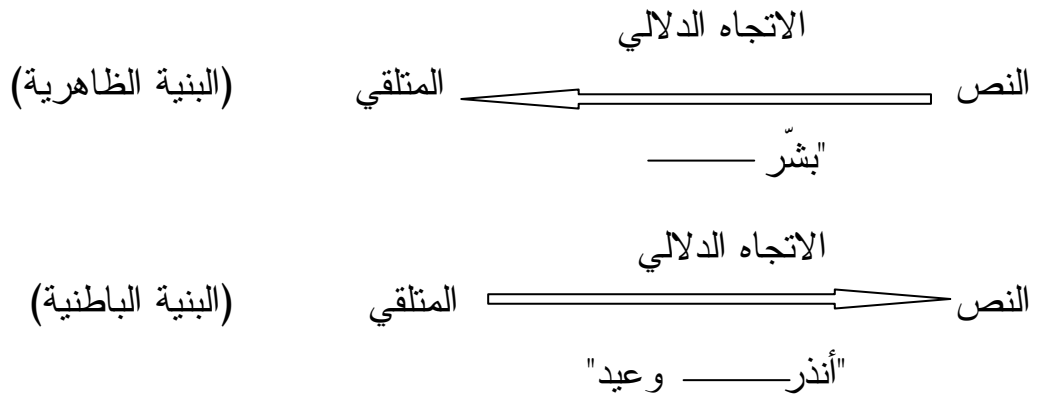 الاتجاه الدلالي
النص المتلقي (البنية الظاهرية)
"بشّر ———
الاتجاه الدلالي
النص المتلقي (البنية الباطنية)
"أنذر——— وعيد"